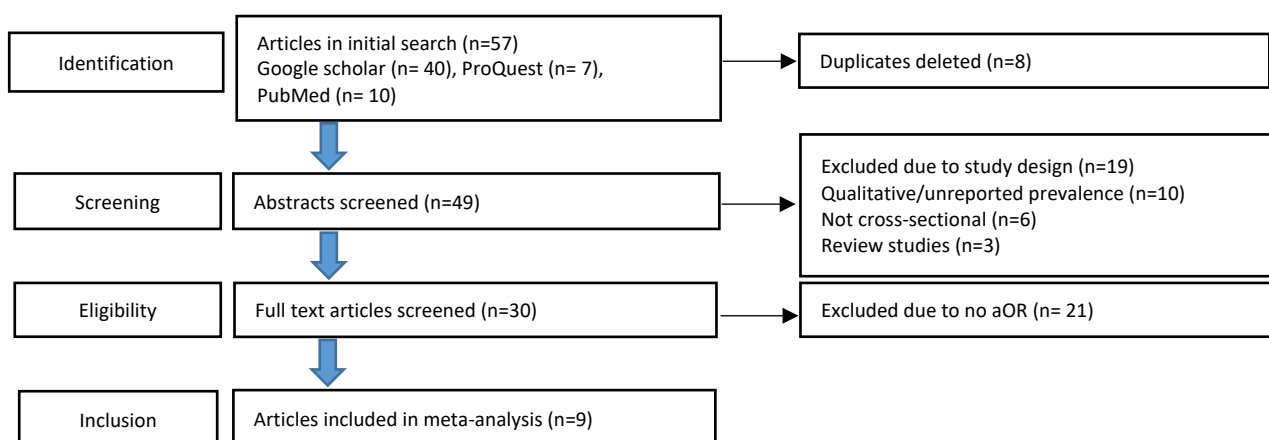 Identification
Articles in initial search (n=57)
Google scholar (n= 40), ProQuest (n= 7),
PubMed (n= 10)
Duplicates deleted (n=8)
Screening
Abstracts screened (n=49)
Excluded due to study design (n=19)
Qualitative/unreported prevalence (n=10)
Not cross-sectional (n=6)
Review studies (n=3)
Eligibility
Full text articles screened (n=30)
Excluded due to no aOR (n= 21)
Inclusion
Articles included in meta-analysis (n=9)